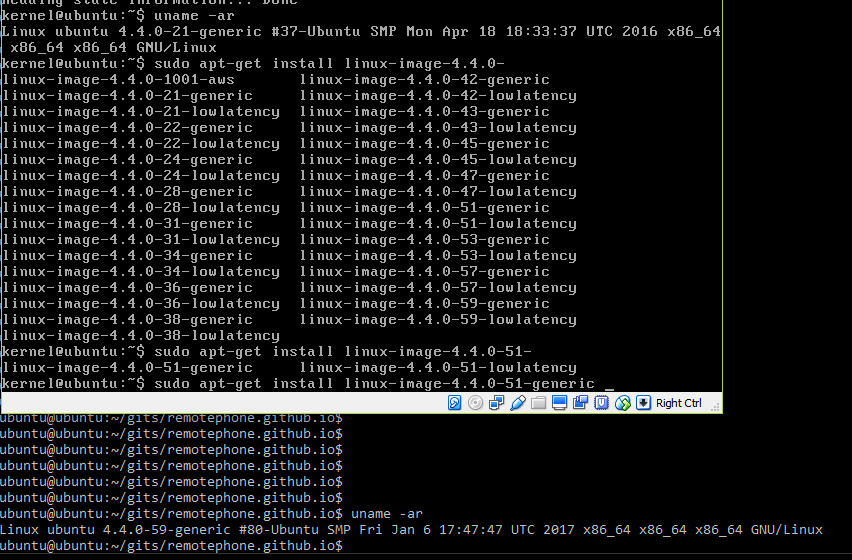 Reading state information... Done
kernel@ubuntu:~$ uname -ar
Linux ubuntu 4.4.0-21-generic #37-Ubuntu SMP Mon Apr 18 18:33:37 UTC 2016 x86_64
 x86_64 x86_64 GNU/Linux
kernel@ubuntu:~$ sudo apt-get install linux-image-4.4.0-
linux-image-4.4.0-1001-aws       linux-image-4.4.0-42-generic
linux-image-4.4.0-21-generic     linux-image-4.4.0-42-lowlatency
linux-image-4.4.0-21-lowlatency  linux-image-4.4.0-43-generic
linux-image-4.4.0-22-generic     linux-image-4.4.0-43-lowlatency
linux-image-4.4.0-22-lowlatency  linux-image-4.4.0-45-generic
linux-image-4.4.0-24-generic     linux-image-4.4.0-45-lowlatency
linux-image-4.4.0-24-lowlatency  linux-image-4.4.0-47-generic
linux-image-4.4.0-28-generic     linux-image-4.4.0-47-lowlatency
linux-image-4.4.0-28-lowlatency  linux-image-4.4.0-51-generic
linux-image-4.4.0-31-generic     linux-image-4.4.0-51-lowlatency
linux-image-4.4.0-31-lowlatency  linux-image-4.4.0-53-generic
linux-image-4.4.0-34-generic     linux-image-4.4.0-53-lowlatency
linux-image-4.4.0-34-lowlatency  linux-image-4.4.0-57-generic
linux-image-4.4.0-36-generic     linux-image-4.4.0-57-lowlatency
linux-image-4.4.0-36-lowlatency  linux-image-4.4.0-59-generic
linux-image-4.4.0-38-generic     linux-image-4.4.0-59-lowlatency
linux-image-4.4.0-38-lowlatency
kernel@ubuntu:~$ sudo apt-get install linux-image-4.4.0-51-
linux-image-4.4.0-51-generic     linux-image-4.4.0-51-lowlatency
kernel@ubuntu:~$ sudo apt-get install linux-image-4.4.0-51-generic _
Right Ctrl
ubuntu@ubuntu:~/gits/remotephone.github.io$
ubuntu@ubuntu:~/gits/remotephone.github.io$
ubuntu@ubuntu:~/gits/remotephone.github.io$
ubuntu@ubuntu:~/gits/remotephone.github.io$
ubuntu@ubuntu:~/gits/remotephone.github.io$
ubuntu@ubuntu:~/gits/remotephone.github.io$
ubuntu@ubuntu:~/gits/remotephone.github.io$ uname -ar
Linux ubuntu 4.4.0-59-generic #80-Ubuntu SMP Fri Jan 6 17:47:47 UTC 2017 x86_64 x86_64 x86_64 GNU/Linux
ubuntu@ubuntu:~/gits/remotephone.github.io$